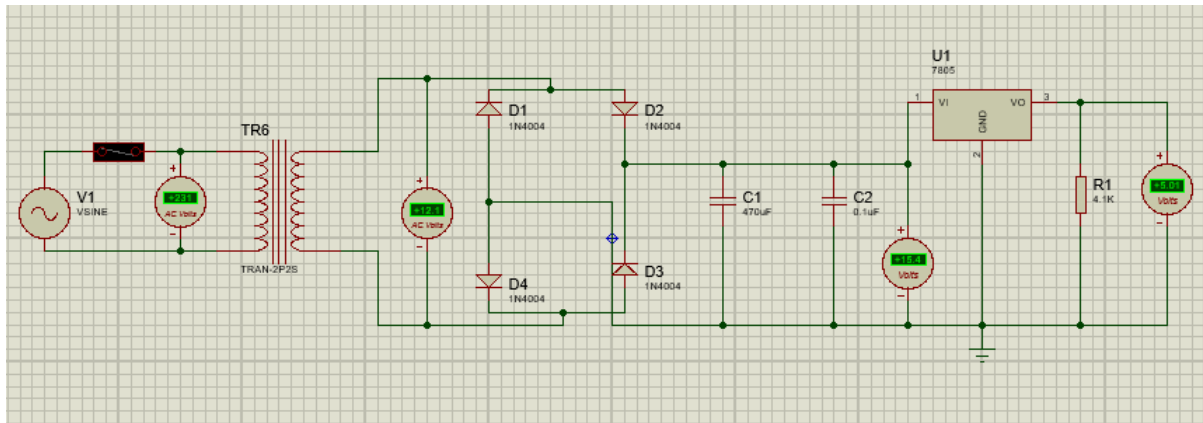 U1
7805
1
VI
VO
3
GND
2
D1
1N4004
D2
1N4004
TR6
V1
VSINE
+231
AC Volts
+12.1
AC Volts
C1
470uF
C2
0.1uF
R1
4.1K
+5.01
Volts
+15.4
Volts
D4
1N4004
D3
1N4004
TRAN-2P2S